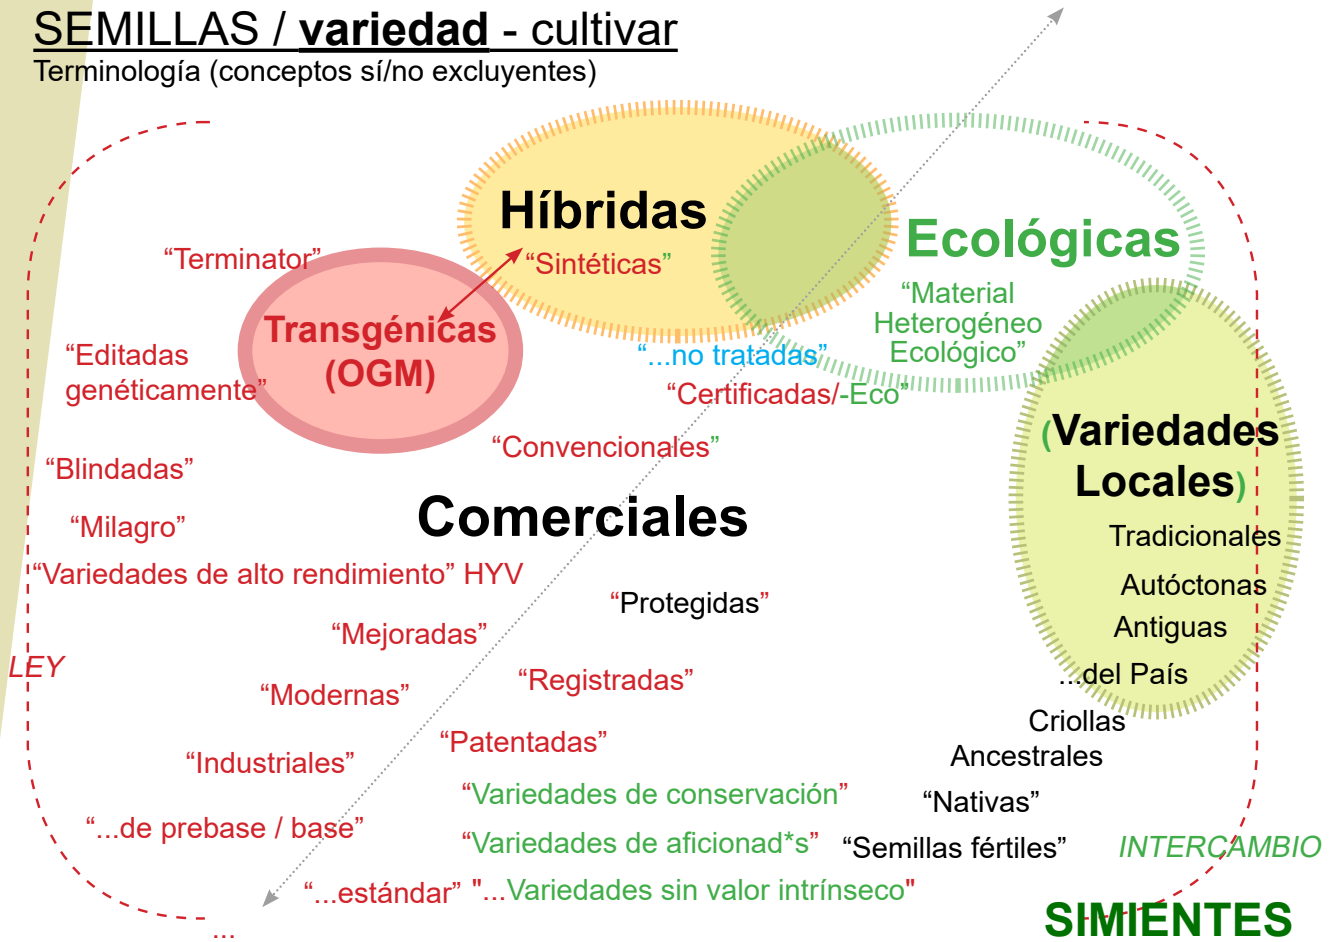 SEMILLAS / variedad - cultivar
Terminología (conceptos sí/no excluyentes)
Híbridas
“Sintéticas”
Ecológicas
“Material
Heterogéneo
Ecológico”
“Terminator”
Transgénicas
(OGM)
“Editadas
genéticamente”
“...no tratadas”
“Certificadas/-Eco”
“Convencionales”
(Variedades
Locales)
“Blindadas”
“Milagro”
Comerciales
Tradicionales
“Variedades de alto rendimiento” HYV
Autóctonas
“Protegidas”
Antiguas
“Mejoradas”
LEY
...del País
“Registradas”
“Modernas”
Criollas
“Patentadas”
Ancestrales
“Industriales”
“Variedades de conservación”
“Nativas”
“...de prebase / base”
“Variedades de aficionad*s”
“Semillas fértiles”
INTERCAMBIO
“...estándar”
"...Variedades sin valor intrínseco"
SIMIENTES
...